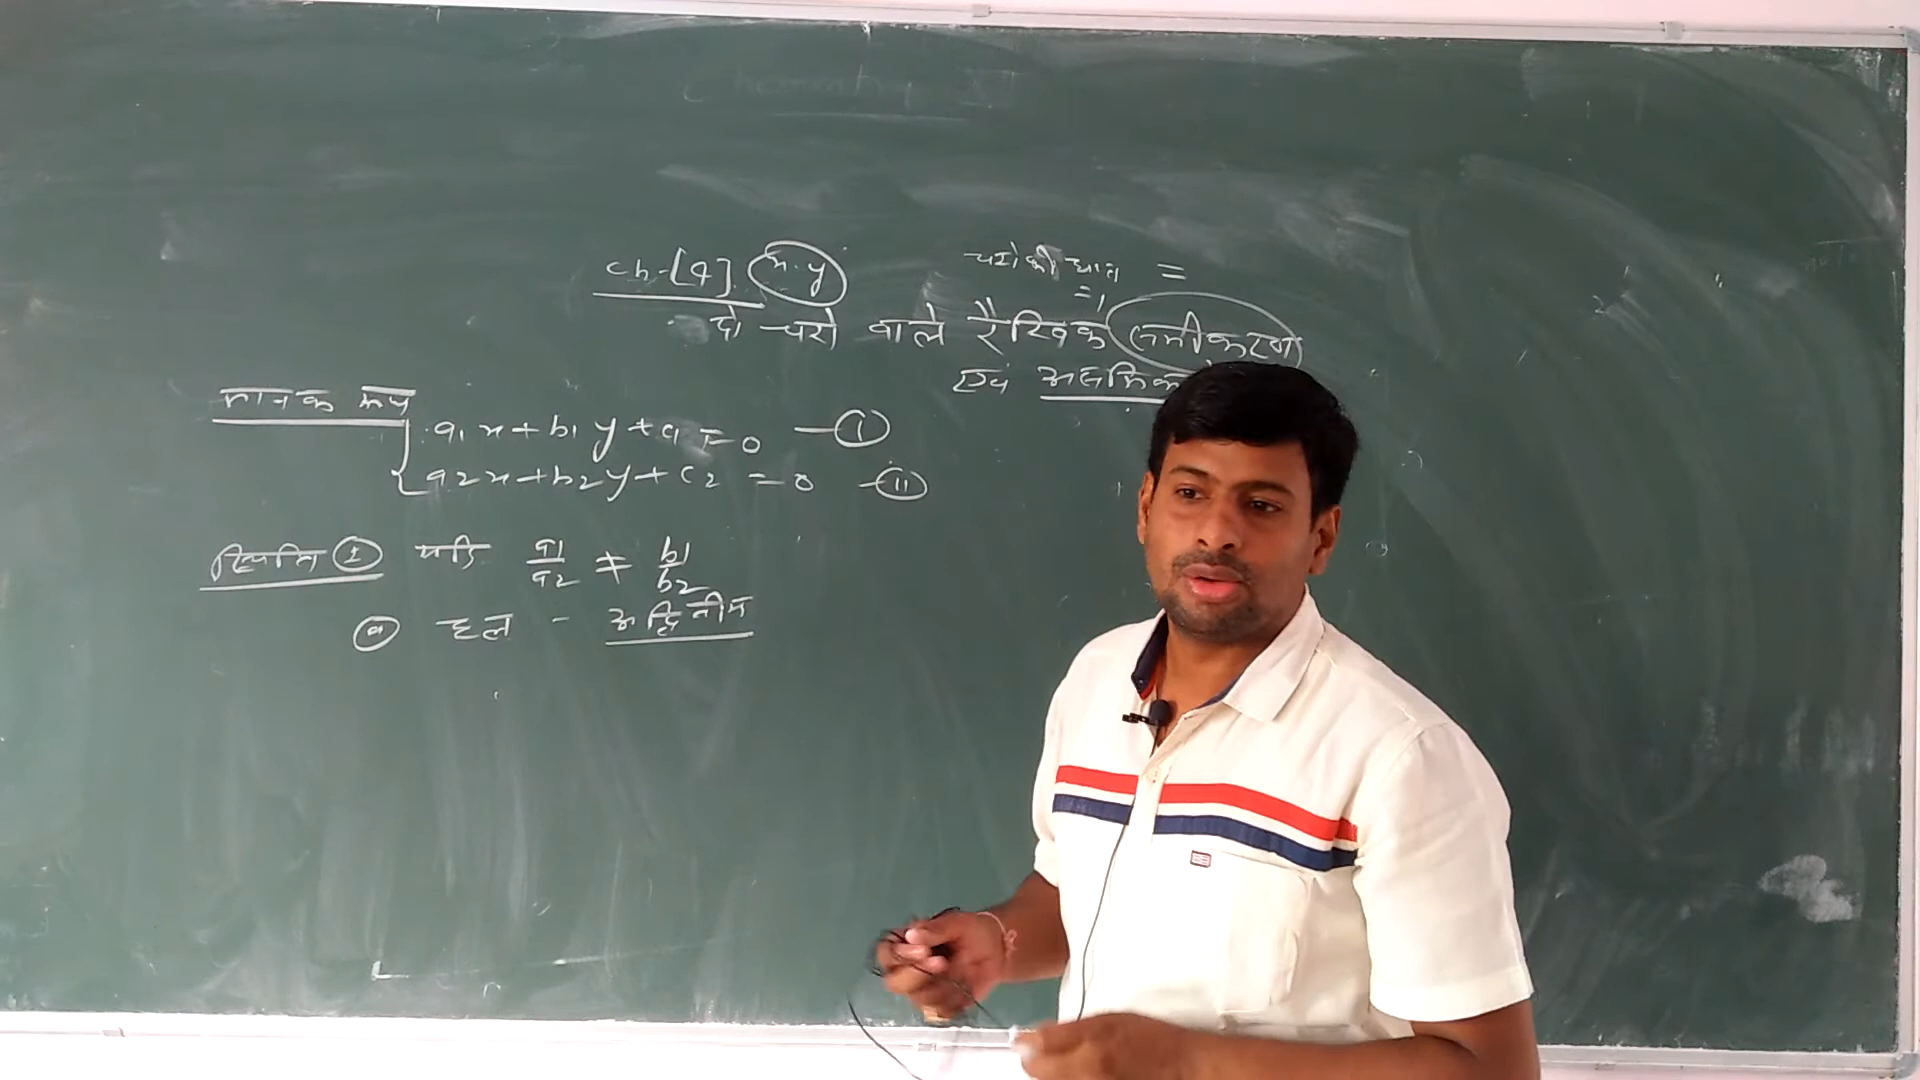 ch-[4] x.y
चरो की घात =
= 1
दो चरो वाले रैखिक समीकरण
एवं असमिक
मानक रूप
a1x+b1y+c1=0 -(i)
a2x+b2y+c2=0 -(ii)
स्थिति (I) यदि a1/a2 ≠ b1/b2
(a) हल - अद्वितीय